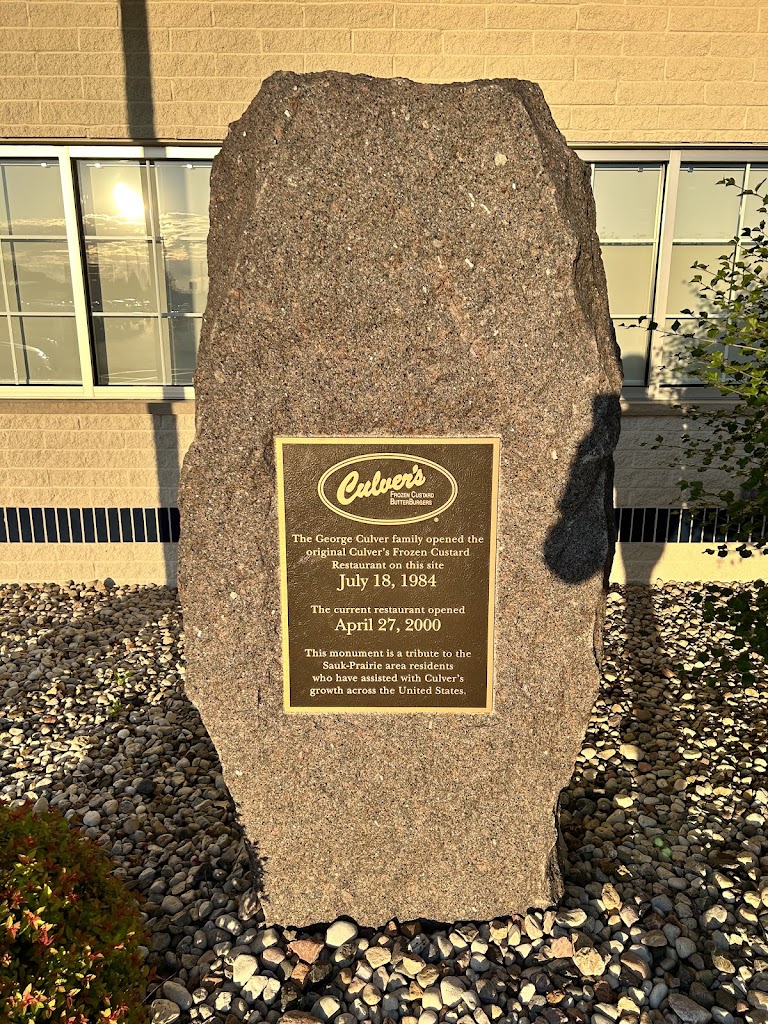 Culver's
Frozen Custard
ButterBurgers
The George Culver family opened the
original Culver's Frozen Custard
Restaurant on this site
July 18, 1984
The current restaurant opened
April 27, 2000
This monument is a tribute to the
Sauk-Prairie area residents
who have assisted with Culver's
growth across the United States.